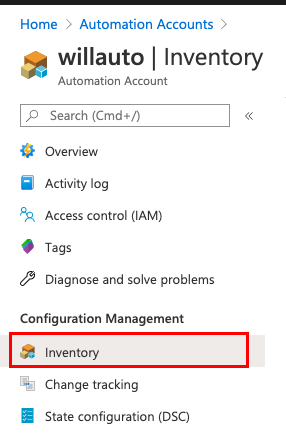 Home > Automation Accounts >
willauto | Inventory
Automation Account
Search (Cmd+/) «
Overview
Activity log
Access control (IAM)
Tags
Diagnose and solve problems
Configuration Management
Inventory
Change tracking
State configuration (DSC)